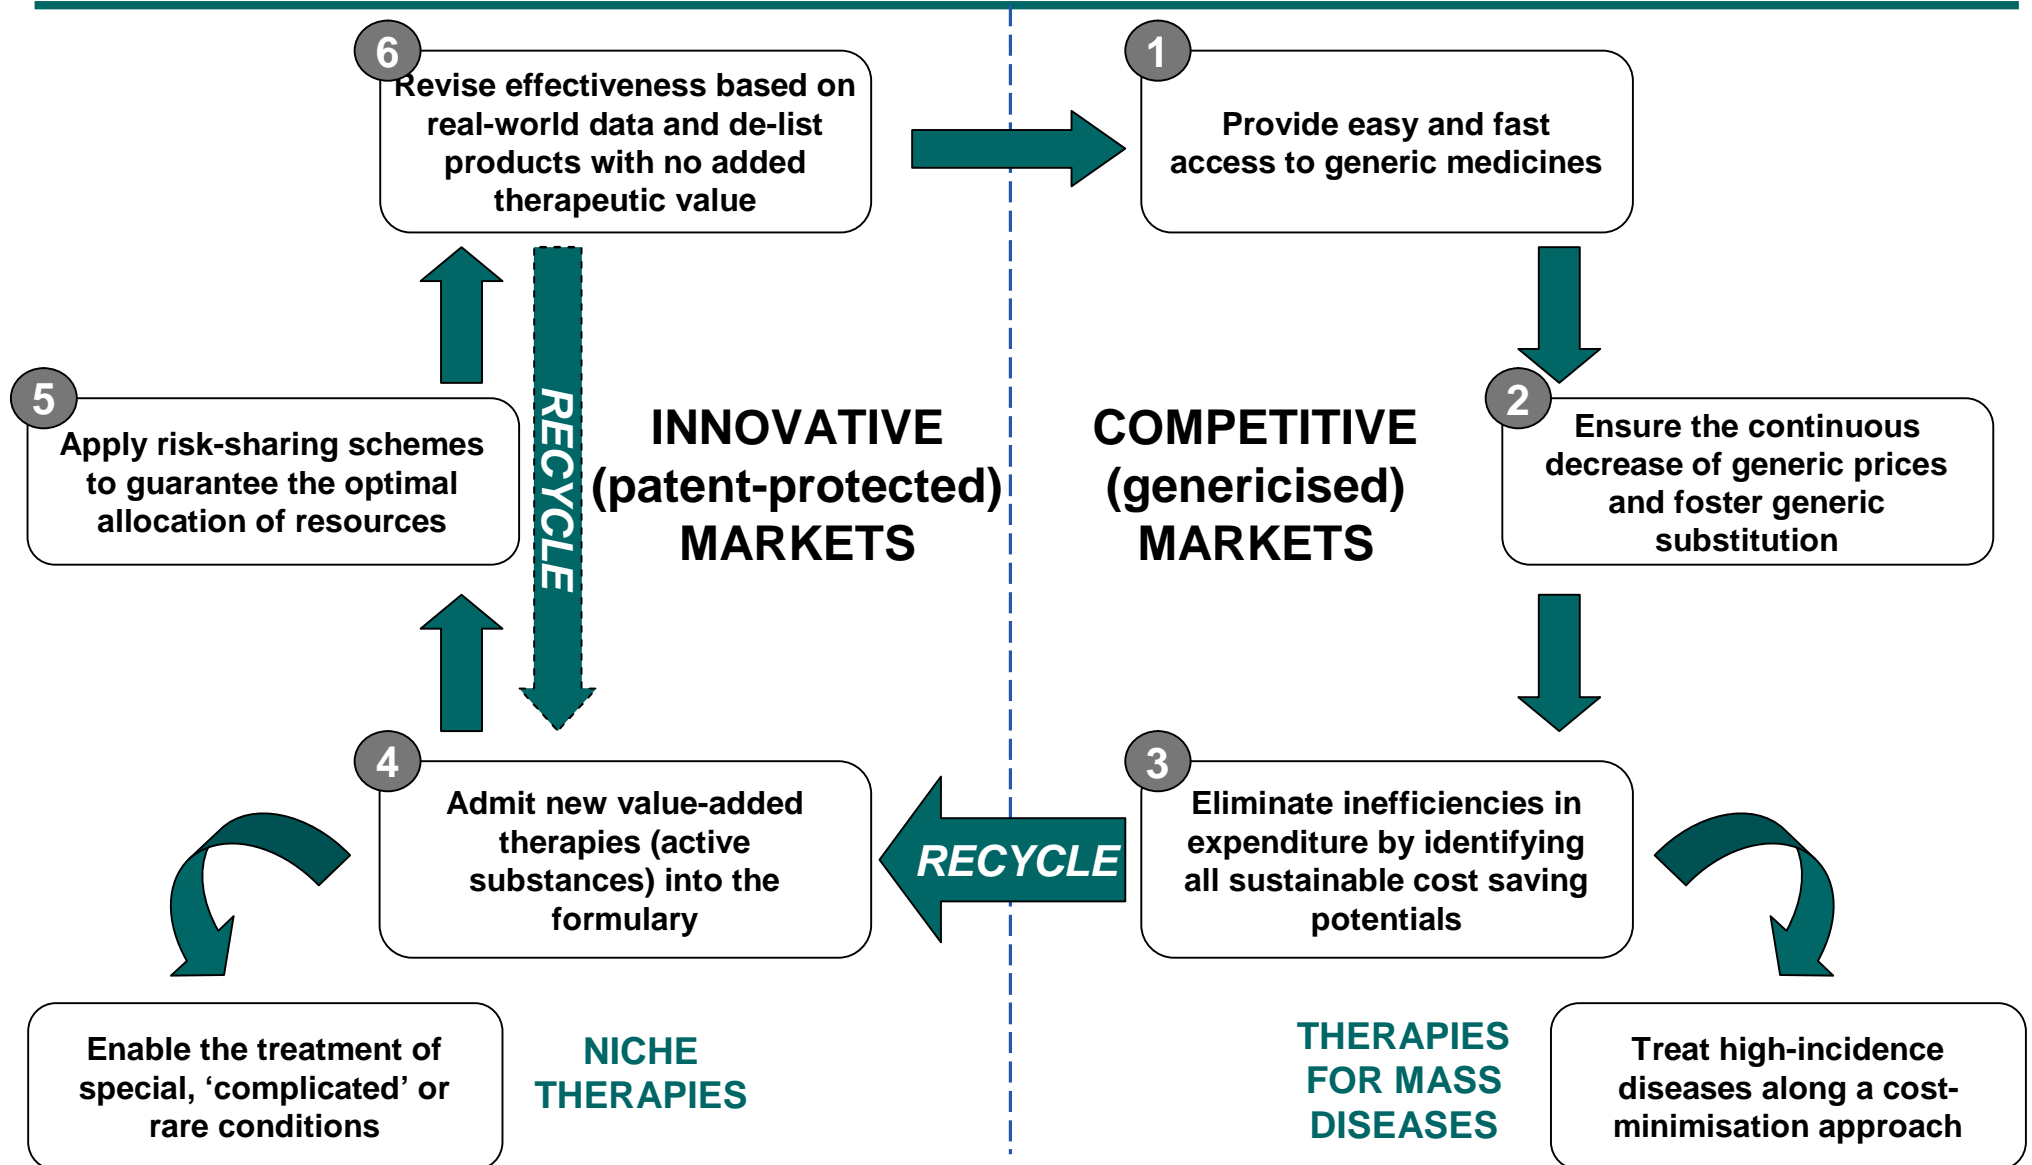 6
Revise effectiveness based on
real-world data and de-list
products with no added
therapeutic value
1
Provide easy and fast
access to generic medicines
5
Apply risk-sharing schemes
to guarantee the optimal
allocation of resources
RECYCLE
INNOVATIVE
(patent-protected)
MARKETS
COMPETITIVE
(genericised)
MARKETS
2
Ensure the continuous
decrease of generic prices
and foster generic
substitution
4
Admit new value-added
therapies (active
substances) into the
formulary
RECYCLE
3
Eliminate inefficiencies in
expenditure by identifying
all sustainable cost saving
potentials
Enable the treatment of
special, ‘complicated’ or
rare conditions
NICHE
THERAPIES
THERAPIES
FOR MASS
DISEASES
Treat high-incidence
diseases along a cost-
minimisation approach